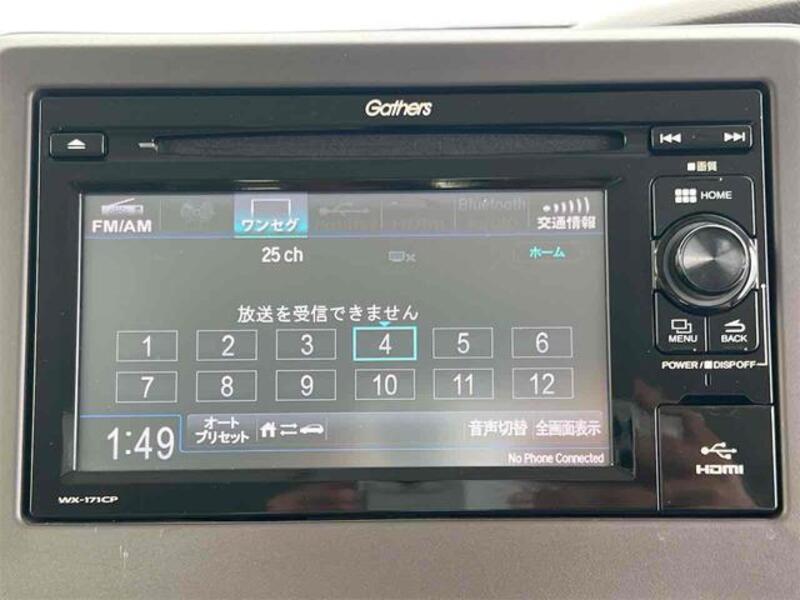 Gathers
画質
HOME
FM/AM
ワンセグ
Bluetooth
交通情報
25 ch
ホーム
放送を受信できません
1 2 3 4 5 6
7 8 9 10 11 12
MENU BACK
POWER/ DISP OFF
1:49
オート
プリセット
音声切替 全画面表示
No Phone Connected
HDMI
WX-171CP